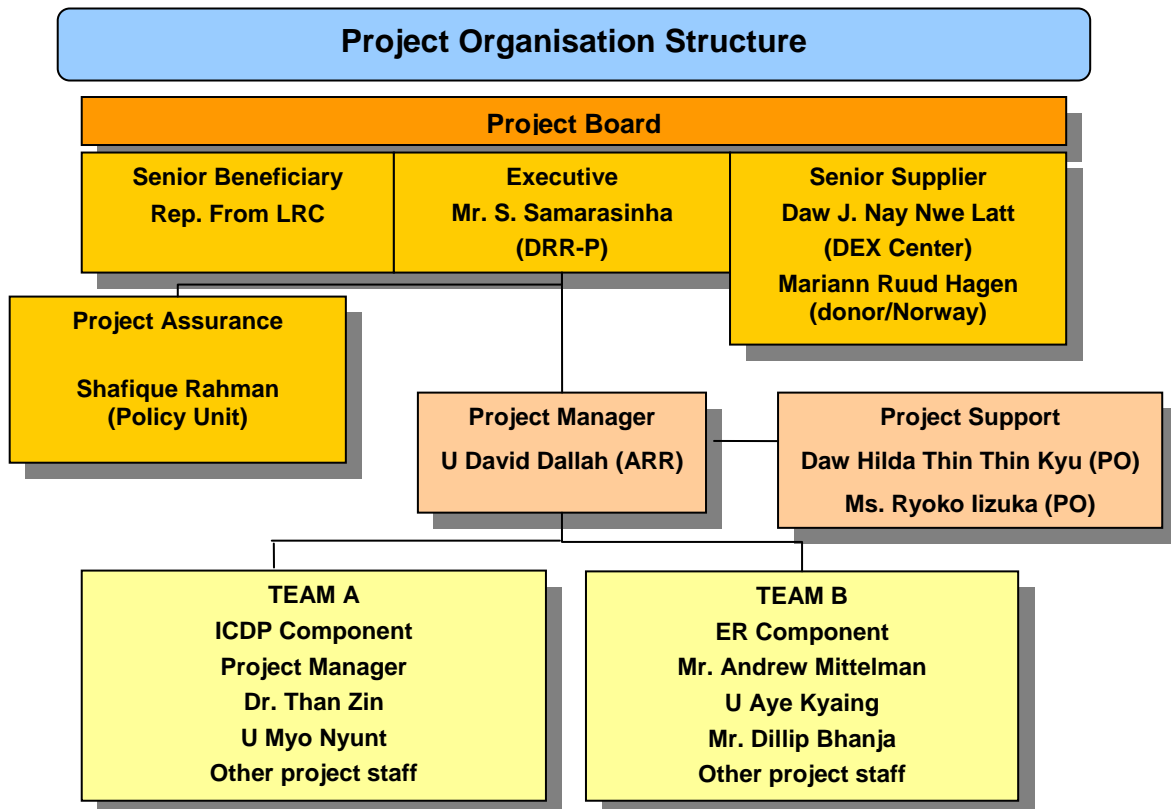 Project Organisation Structure
Project Board
Senior Beneficiary
Rep. From LRC
Executive
Mr. S. Samarasinha
(DRR-P)
Senior Supplier
Daw J. Nay Nwe Latt
(DEX Center)
Mariann Ruud Hagen
(donor/Norway)
Project Assurance
Shafique Rahman
(Policy Unit)
Project Manager
U David Dallah (ARR)
Project Support
Daw Hilda Thin Thin Kyu (PO)
Ms. Ryoko Iizuka (PO)
TEAM A
ICDP Component
Project Manager
Dr. Than Zin
U Myo Nyunt
Other project staff
TEAM B
ER Component
Mr. Andrew Mittelman
U Aye Kyaing
Mr. Dillip Bhanja
Other project staff